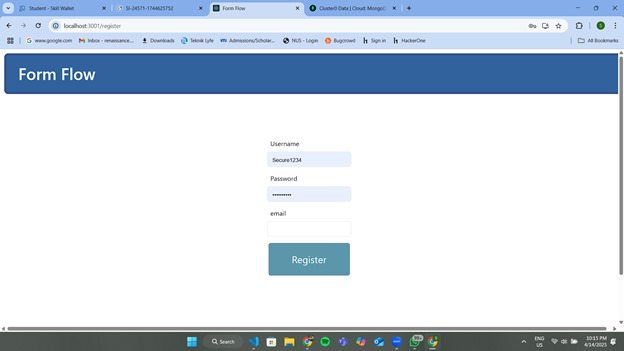 Student - Skill Wallet
SI-24571-1744625752
Form Flow
Cluster0 Data | Cloud: Mongo
localhost:3001/register
www.google.com
Inbox - renaissance...
Downloads
Teknik Lyfe
Admissions/Scholar...
NUS - Login
Bugcrowd
Sign in
HackerOne
All Bookmarks
Form Flow
Username
Secure1234
Password
••••••••••
email
Register
Search
99+
ENG
US
10:15 PM
4/14/2025